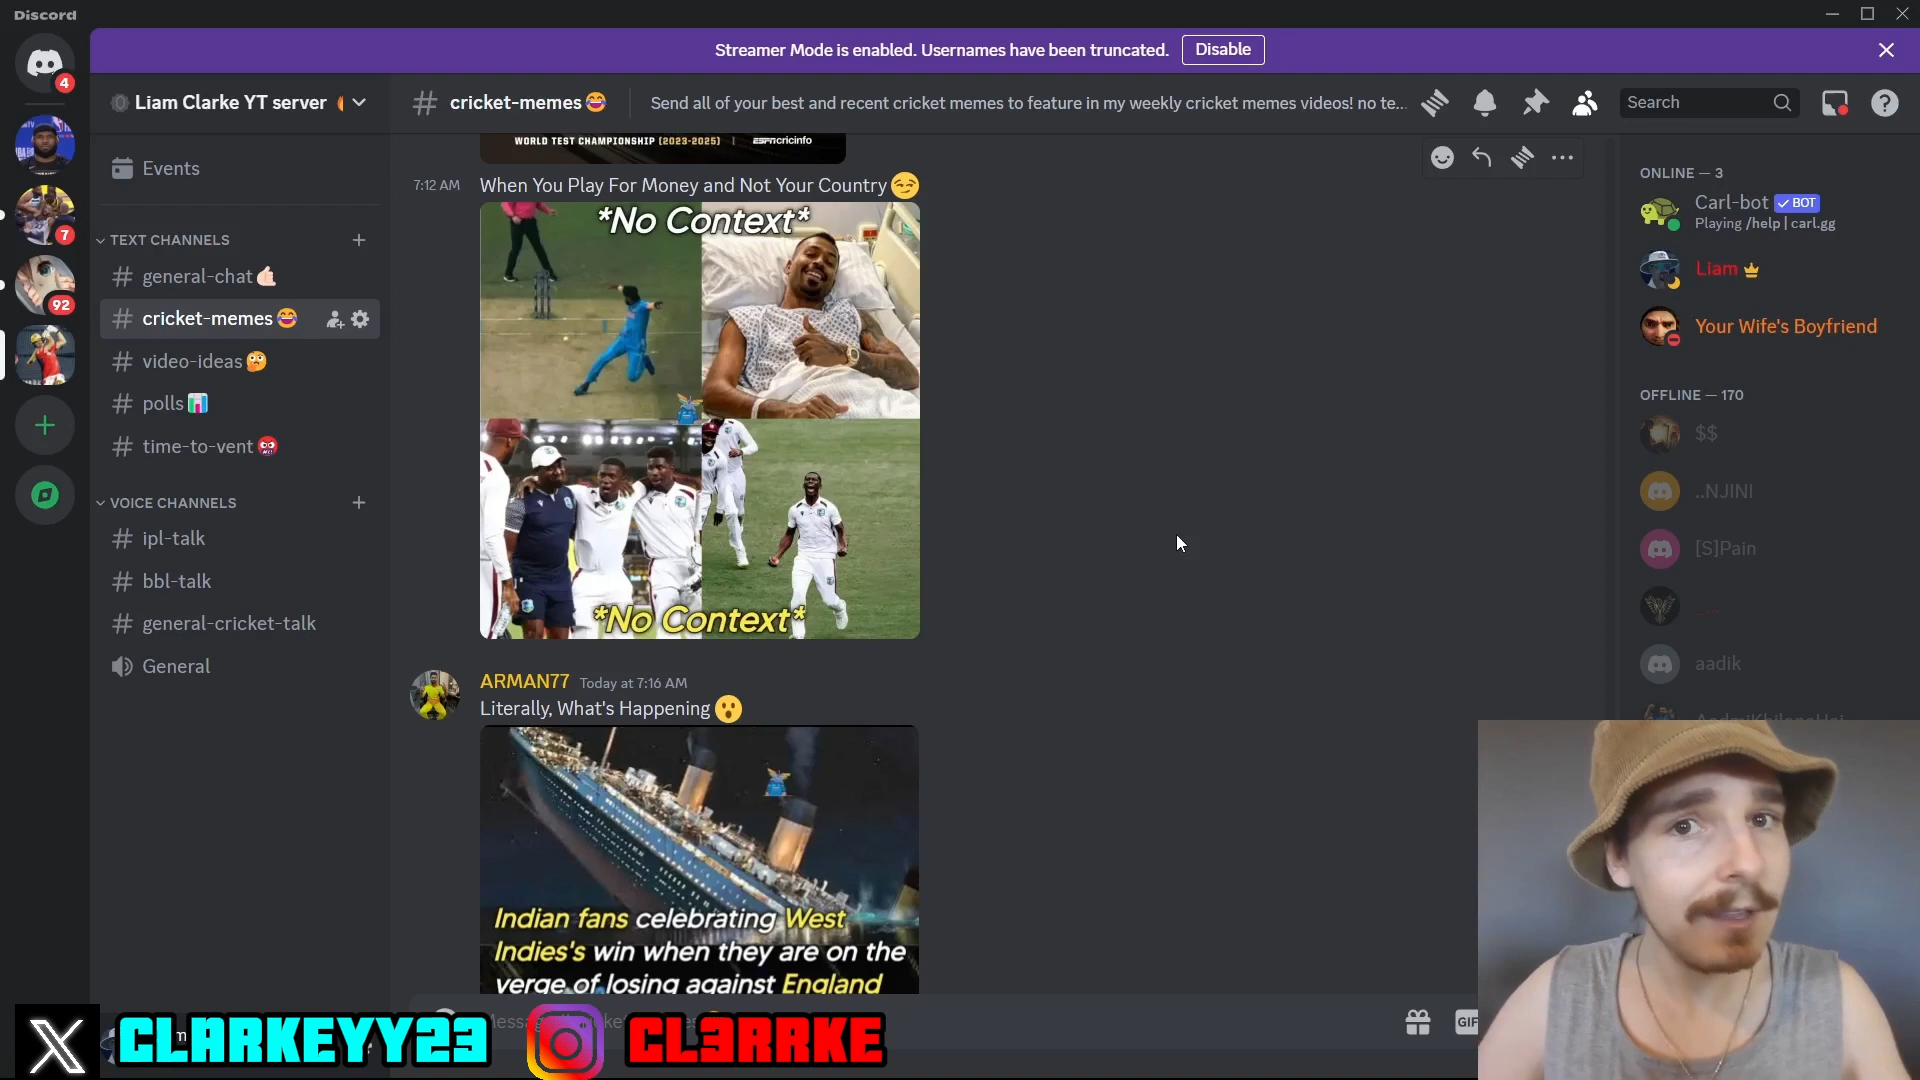 Discord
Streamer Mode is enabled. Usernames have been truncated.
Disable
4
Liam Clarke YT server
cricket-memes😂
Send all of your best and recent cricket memes to feature in my weekly cricket memes videos! no te...
Search
Events
TEXT CHANNELS
general-chat🤙🏻
cricket-memes😂
video-ideas🤔
polls📊
time-to-vent🤬
VOICE CHANNELS
ipl-talk
bbl-talk
general-cricket-talk
General
7
92
WORLD TEST CHAMPIONSHIP (2023-2025) | ESPNcricinfo
7:12 AM
When You Play For Money and Not Your Country😏
*No Context*
*No Context*
ARMAN77 Today at 7:16 AM
Literally, What's Happening😮
Indian fans celebrating West
Indies's win when they are on the
verge of losing against England
GIF
ONLINE — 3
Carl-bot ✓ BOT
Playing /help | carl.gg
Liam
Your Wife's Boyfriend
OFFLINE — 170
$$
..NJINI
[S]Pain
aadik
CLARKEYY23
CL3RRKE